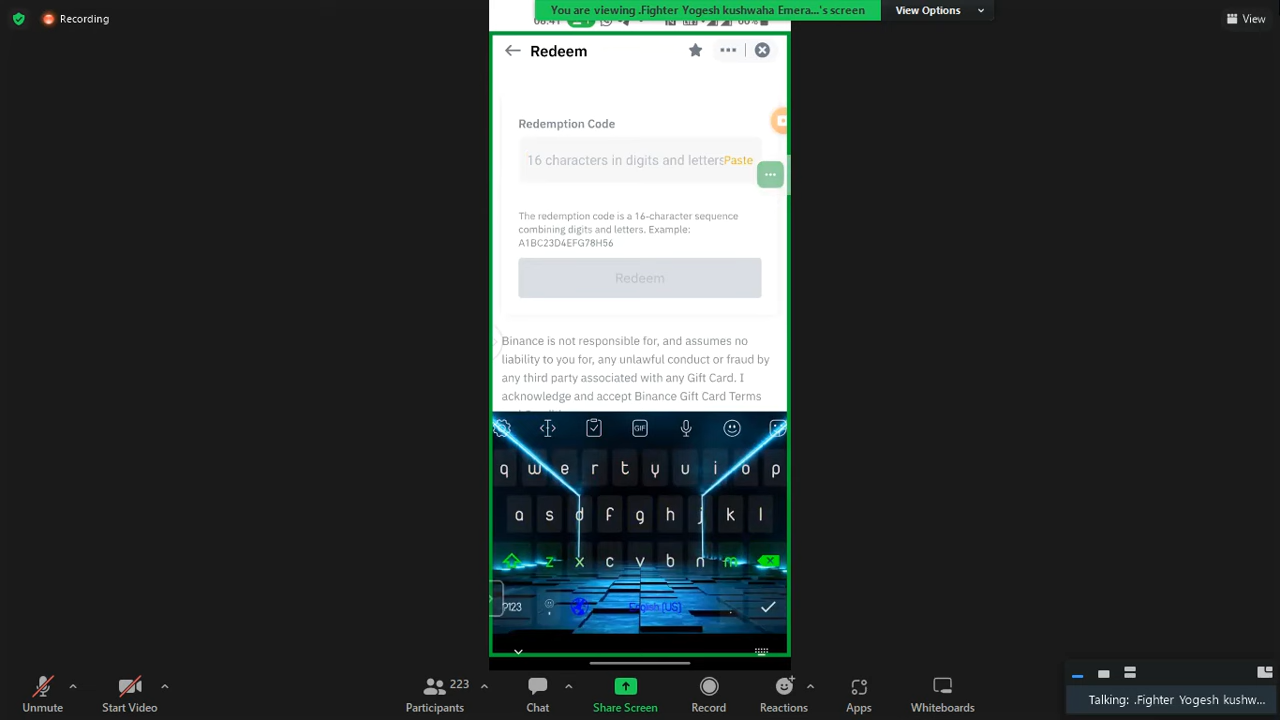 You are viewing .Fighter Yogesh kushwaha Emera...'s screen
View Options
Recording
View
Redeem
Redemption Code
16 characters in digits and letters
Paste
The redemption code is a 16-character sequence
combining digits and letters. Example:
A1BC23D4EFG78H56
Redeem
Binance is not responsible for, and assumes no
liability to you for, any unlawful conduct or fraud by
any third party associated with any Gift Card. I
acknowledge and accept Binance Gift Card Terms
GIF
q w e r t y u i o p
a s d f g h j k l
z x c v b n m
?123
English (US)
.
Unmute
Start Video
223
Participants
Chat
Share Screen
Record
Reactions
Apps
Whiteboards
Talking: .Fighter Yogesh kushw...